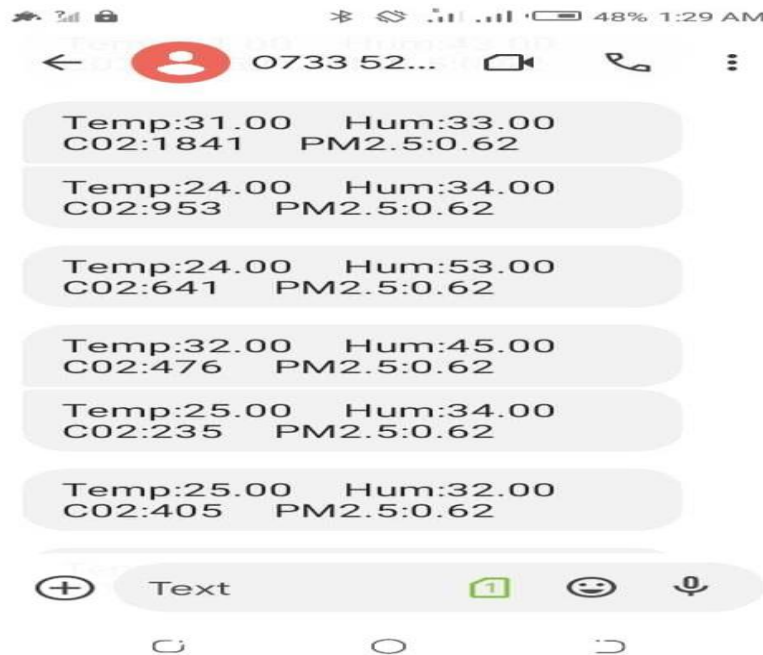 48% 1:29 AM
0733 52...
Temp:31.00 Hum:33.00
C02:1841 PM2.5:0.62
Temp:24.00 Hum:34.00
C02:953 PM2.5:0.62
Temp:24.00 Hum:53.00
C02:641 PM2.5:0.62
Temp:32.00 Hum:45.00
C02:476 PM2.5:0.62
Temp:25.00 Hum:34.00
C02:235 PM2.5:0.62
Temp:25.00 Hum:32.00
C02:405 PM2.5:0.62
Text
1